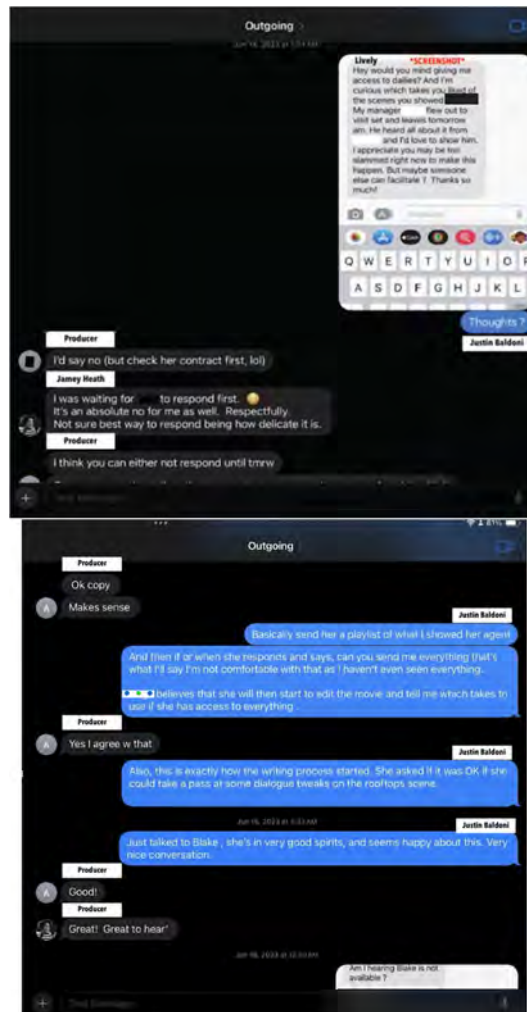 Outgoing
Jun 14, 2023 at 1:34 AM
Lively *SCREENSHOT*
Hey would you mind giving me
access to dailies? And I'm
curious which takes you liked of
the scenes you showed
My manager flew out to
visit set and leaves tomorrow
am. He heard all about it from
and I'd love to show him.
I appreciate you may be feel
slammed right now to make this
happen. But maybe someone
else can facilitate ? Thanks so
much!
Q W E R T Y U I O P
A S D F G H J K L
Thoughts ?
Justin Baldoni
Producer
I'd say no (but check her contract first, lol)
Jamey Heath
I was waiting for to respond first.
It's an absolute no for me as well. Respectfully.
Not sure best way to respond being how delicate it is.
Producer
I think you can either not respond until tmrw
Text Message
81%
Outgoing
Producer
Ok copy
Makes sense
Justin Baldoni
Basically send her a playlist of what I showed her agent
And then if or when she responds and says, can you send me everything that's
what I'll say I'm not comfortable with that as I haven't even seen everything.
believes that she will then start to edit the movie and tell me which takes to
use if she has access to everything .
Producer
Yes I agree w that
Justin Baldoni
Also, this is exactly how the writing process started. She asked if it was OK if she
could take a pass at some dialogue tweaks on the rooftops scene.
Justin Baldoni
Just talked to Blake , she's in very good spirits, and seems happy about this. Very
nice conversation.
Producer
Good!
Producer
Great! Great to hear'
Am I hearing Blake is not
available ?
Text Message